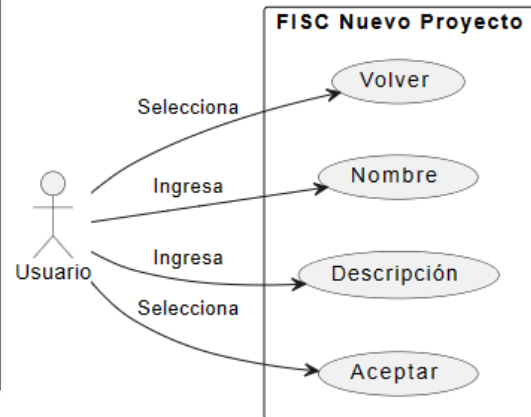 FISC Nuevo Proyecto
Volver
Selecciona
Nombre
Ingresa
Usuario
Ingresa
Descripción
Selecciona
Aceptar